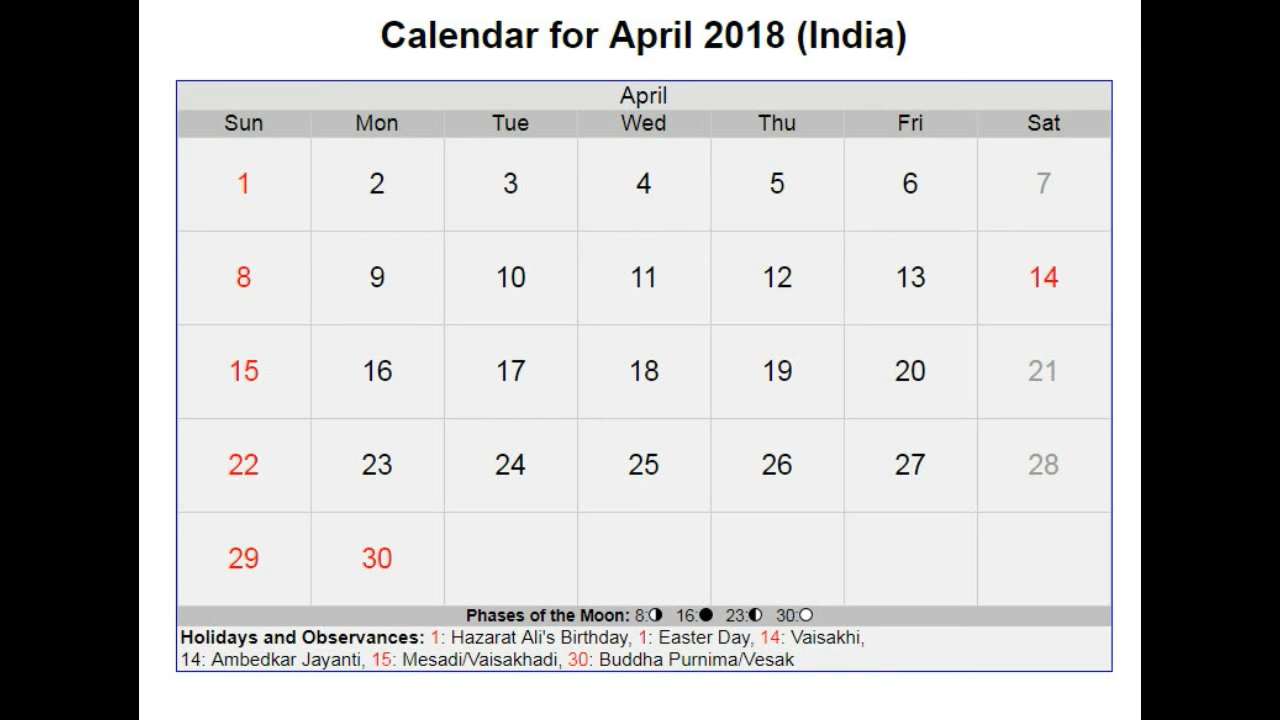 Calendar for April 2018 (India)
April
Sun Mon Tue Wed Thu Fri Sat
1 2 3 4 5 6 7
8 9 10 11 12 13 14
15 16 17 18 19 20 21
22 23 24 25 26 27 28
29 30
Phases of the Moon: 8: 16: 23: 30:
Holidays and Observances: 1: Hazarat Ali's Birthday, 1: Easter Day, 14: Vaisakhi,
14: Ambedkar Jayanti, 15: Mesadi/Vaisakhadi, 30: Buddha Purnima/Vesak